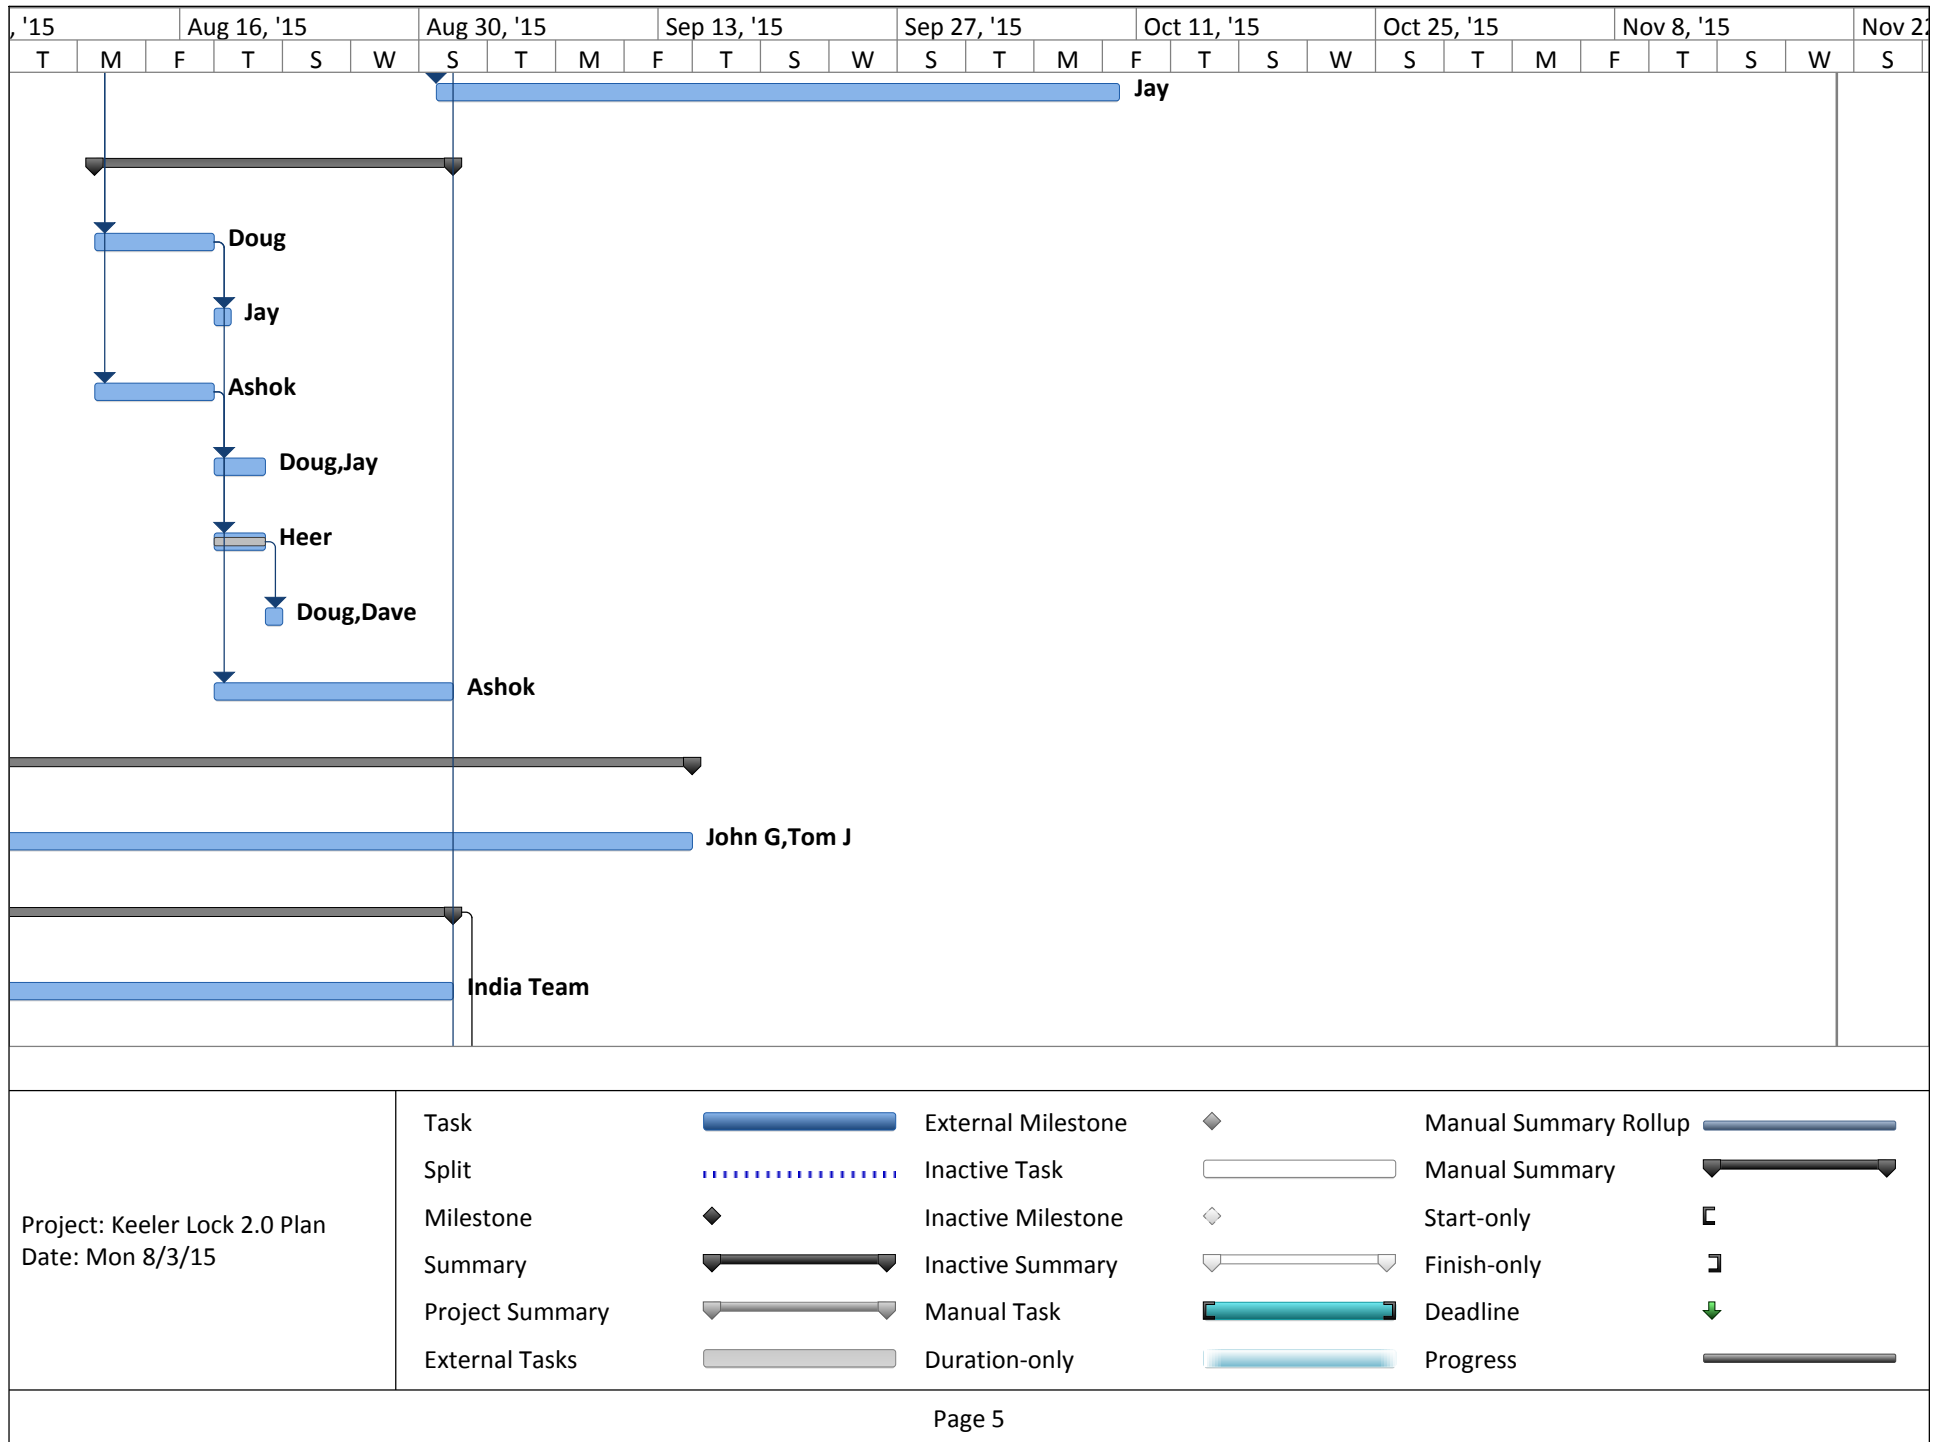 , '15 Aug 16, '15 Aug 30, '15 Sep 13, '15 Sep 27, '15 Oct 11, '15 Oct 25, '15 Nov 8, '15 Nov 22
T M F T S W S T M F T S W S T M F T S W S T M F T S W S
Jay
Doug
Jay
Ashok
Doug,Jay
Heer
Doug,Dave
Ashok
John G,Tom J
India Team
Project: Keeler Lock 2.0 Plan
Date: Mon 8/3/15
Task
Split
Milestone
Summary
Project Summary
External Tasks
External Milestone
Inactive Task
Inactive Milestone
Inactive Summary
Manual Task
Duration-only
Manual Summary Rollup
Manual Summary
Start-only
Finish-only
Deadline
Progress
Page 5